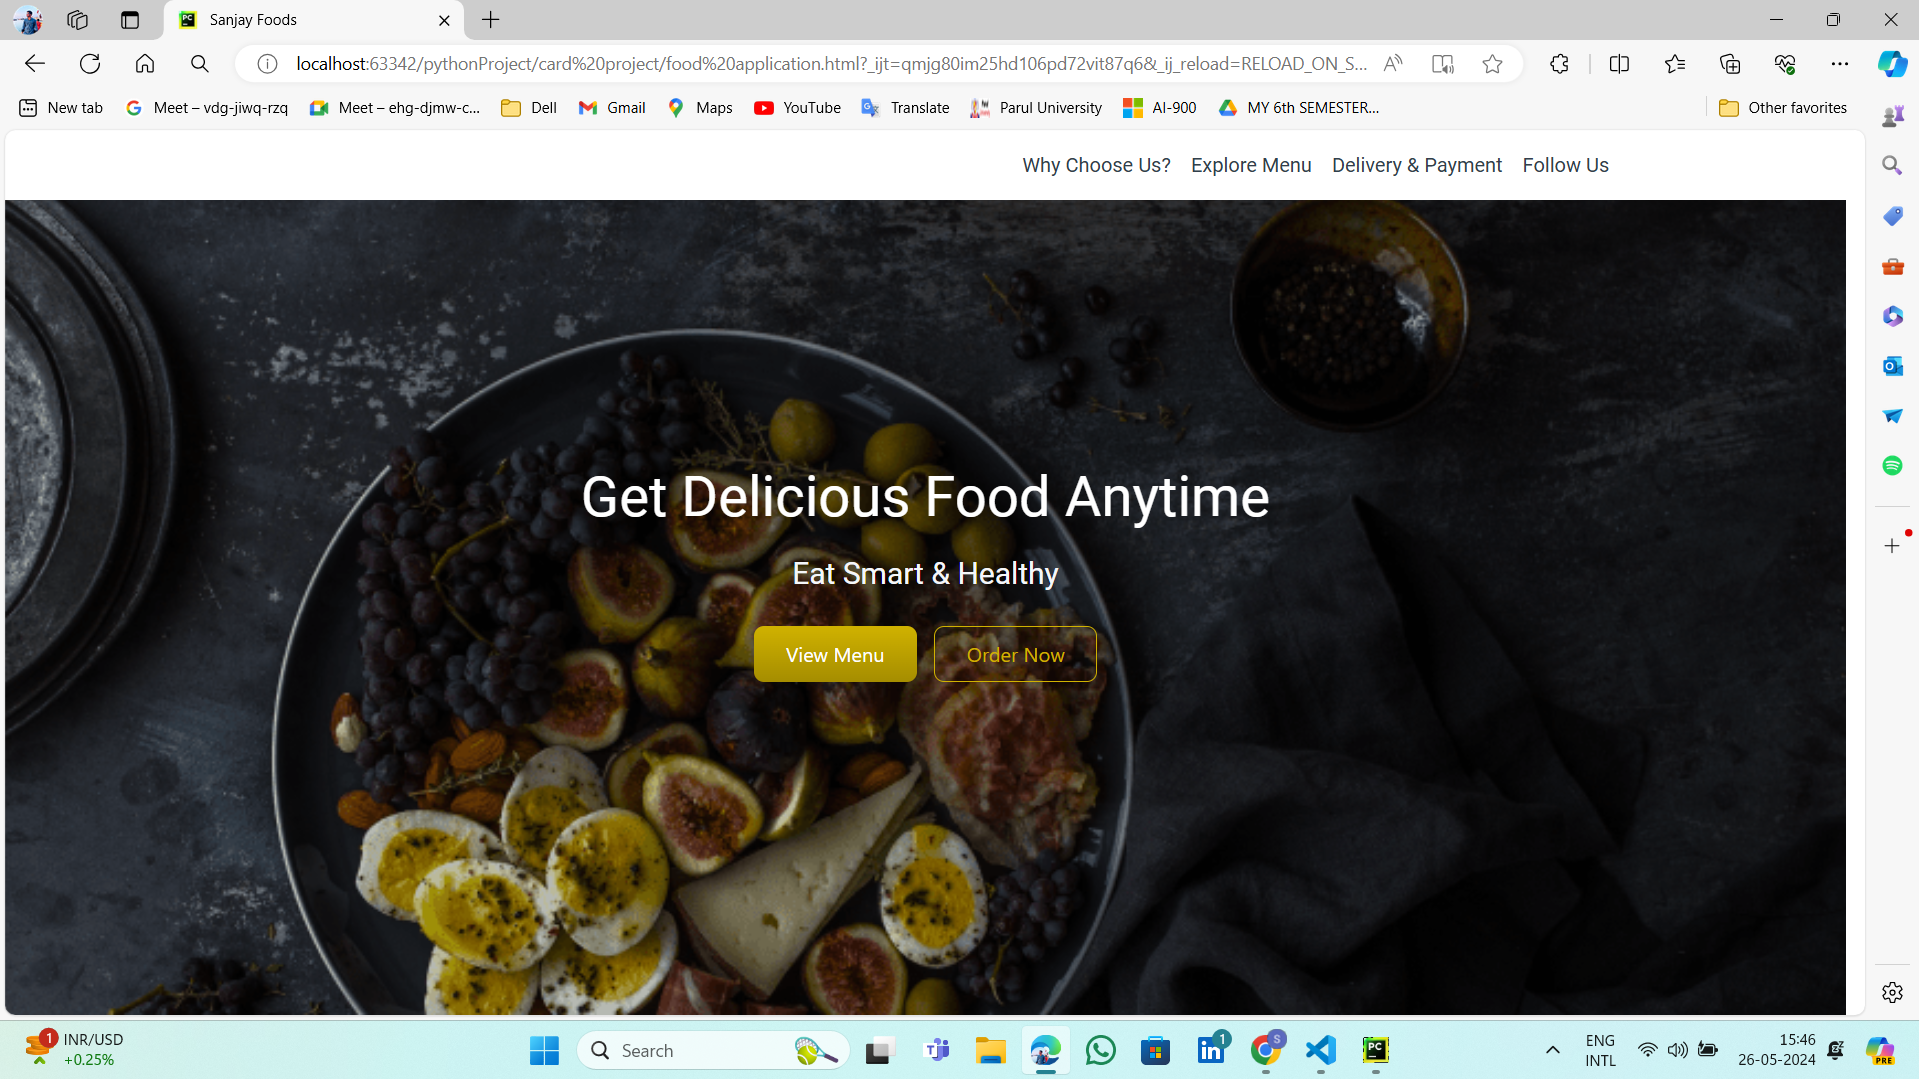 Sanjay Foods
localhost:63342/pythonProject/card%20project/food%20application.html?_ijt=qmjg80im25hd106pd72vit87q6&_ij_reload=RELOAD_ON_S...
New tab
Meet – vdg-jiwq-rzq
Meet – ehg-djmw-c...
Dell
Gmail
Maps
YouTube
Translate
Parul University
AI-900
MY 6th SEMESTER...
Other favorites
Why Choose Us? Explore Menu Delivery & Payment Follow Us
Get Delicious Food Anytime
Eat Smart & Healthy
View Menu
Order Now
1
INR/USD
+0.25%
Search
1
S
PC
ENG
INTL
15:46
26-05-2024
PRE